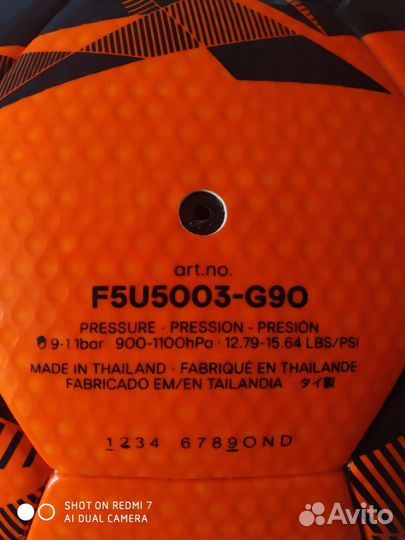 art.no.
F5U5003-G90
PRESSURE - PRESSION - PRESIÓN
0.9-1.1bar 900-1100hPa · 12.79-15.64 LBS/PSI
MADE IN THAILAND - FABRIQUÉ EN THAILANDE
FABRICADO EM/EN TAILANDIA - タイ製
1234 6789OND
SHOT ON REDMI 7
AI DUAL CAMERA
Avito